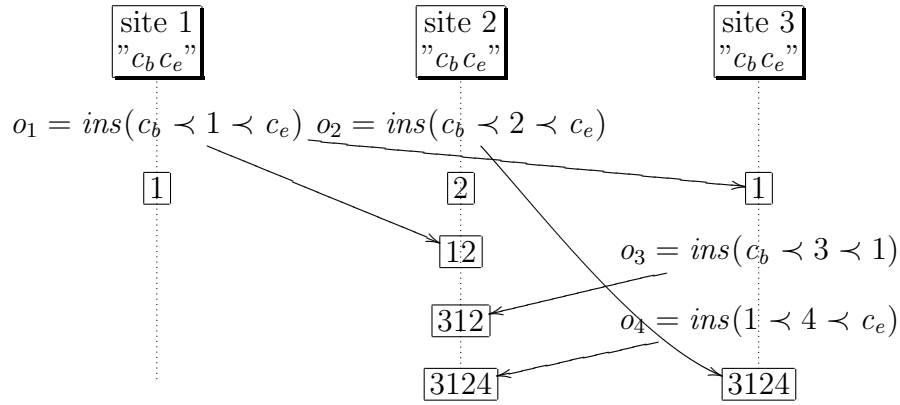 site 1
"c_b c_e"
site 2
"c_b c_e"
site 3
"c_b c_e"
o_1 = ins(c_b ≺ 1 ≺ c_e)
o_2 = ins(c_b ≺ 2 ≺ c_e)
1
2
1
12
o_3 = ins(c_b ≺ 3 ≺ 1)
312
o_4 = ins(1 ≺ 4 ≺ c_e)
3124
3124